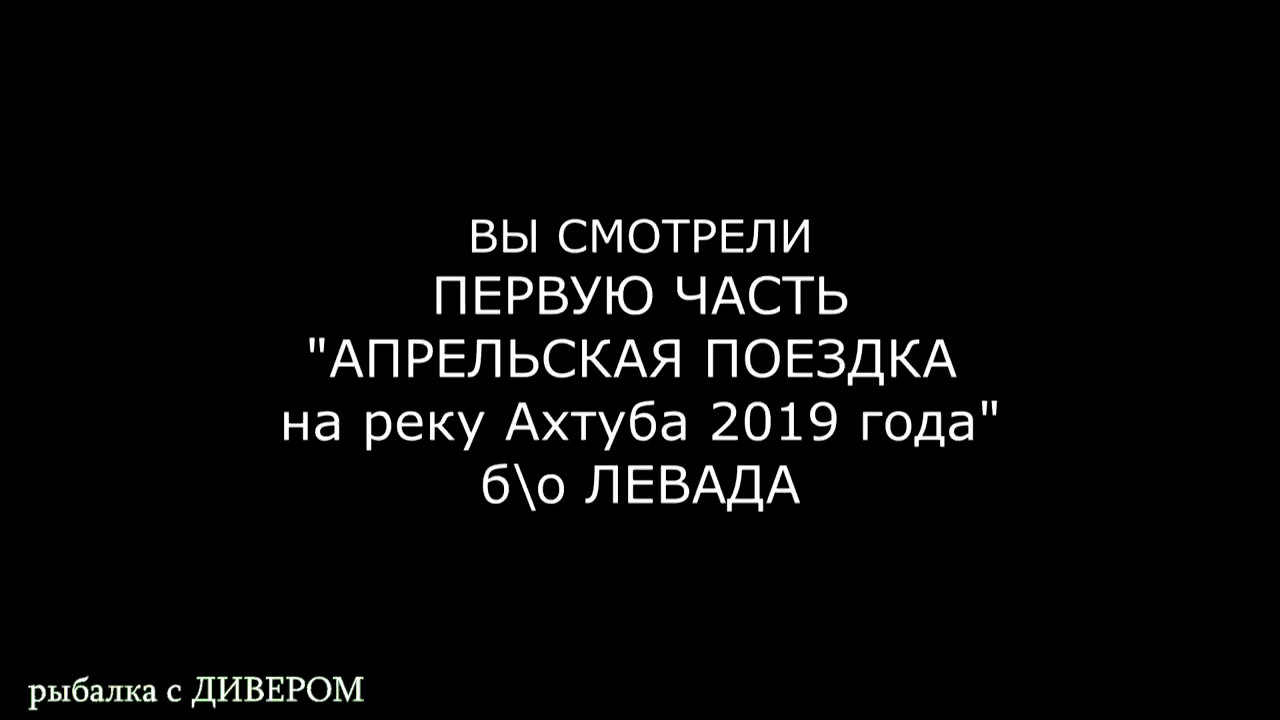 ВЫ СМОТРЕЛИ
ПЕРВУЮ ЧАСТЬ
"АПРЕЛЬСКАЯ ПОЕЗДКА
на реку Ахтуба 2019 года"
б\о ЛЕВАДА
рыбалка с ДИВЕРОМ